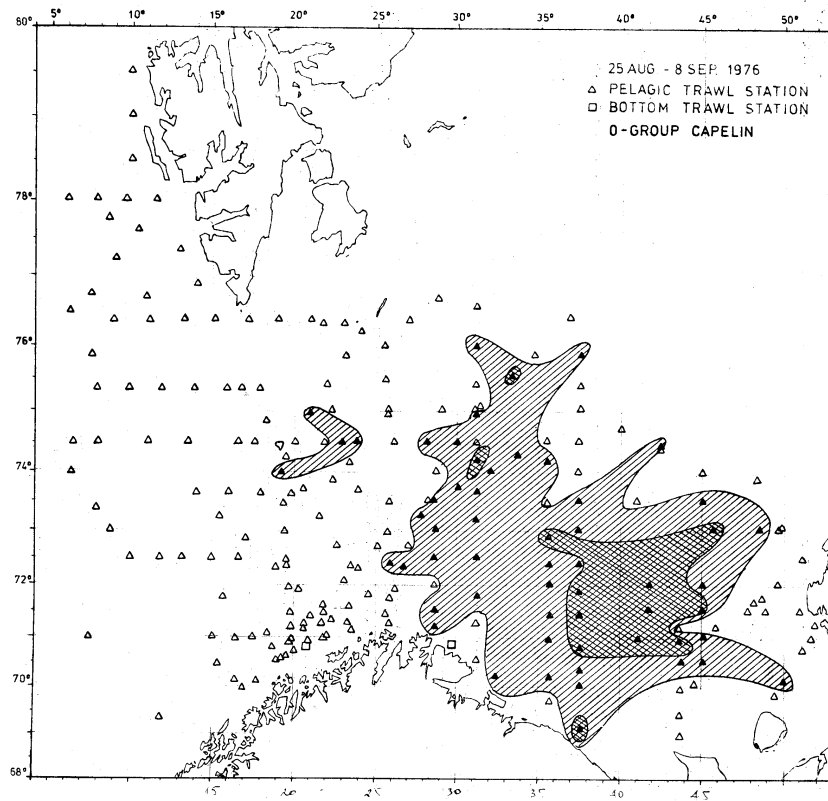 5° 10° 15° 20° 25° 30° 35° 40° 45° 50°
80°
25 AUG - 8 SEP. 1976
PELAGIC TRAWL STATION
BOTTOM TRAWL STATION
0-GROUP CAPELIN
78°
76°
74°
72°
70°
68°
15 20 25 30 35 40 45